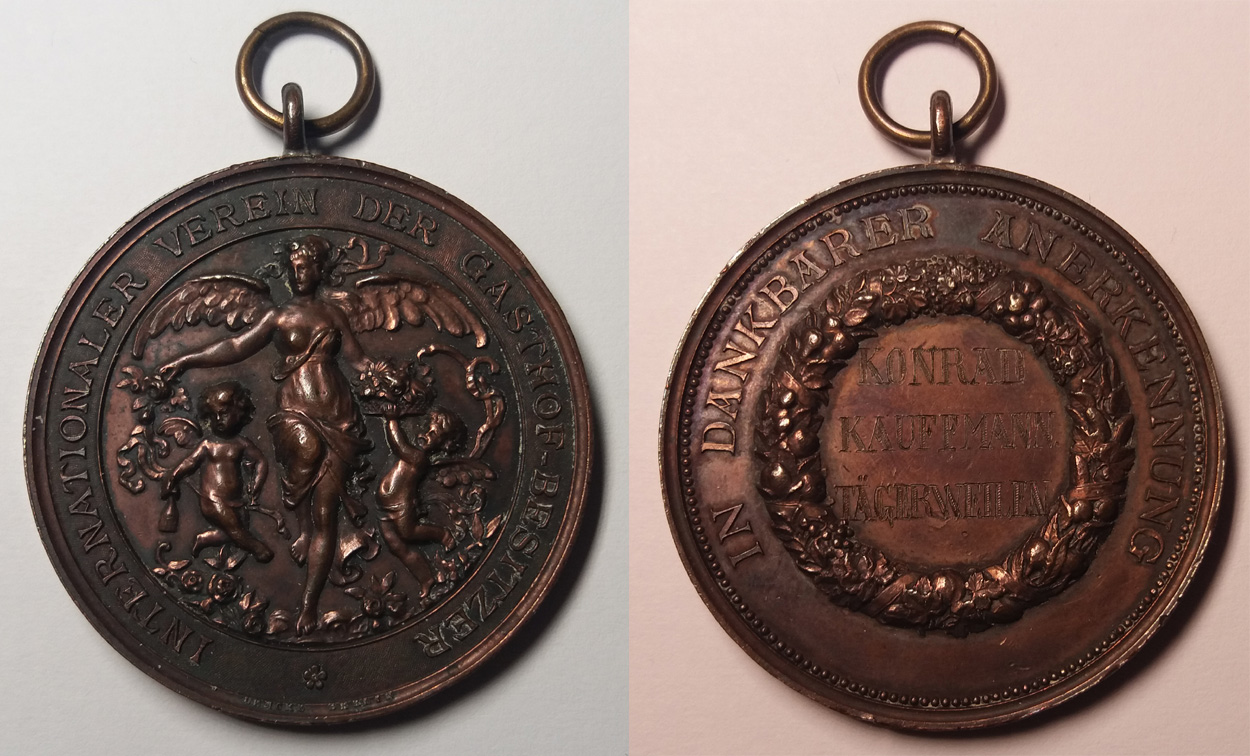 INTERNATIONALER VEREIN DER GASTHOF-BESITZER
IN DANKBARER ANERKENNUNG
KONRAD
KAUFFMANN
TÄGERWEILEN